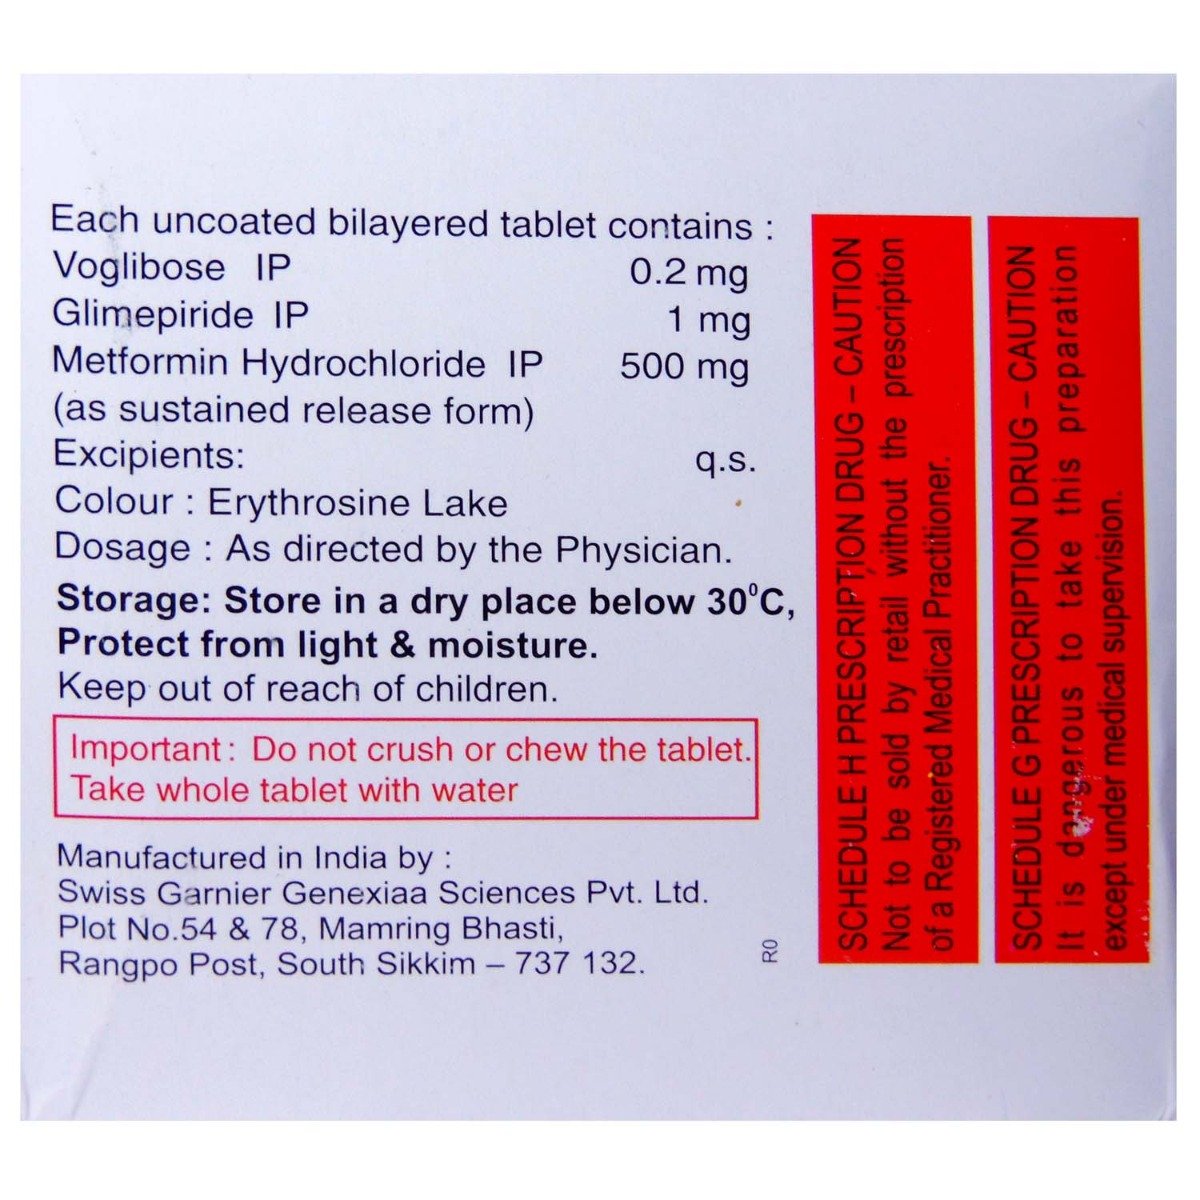 Each uncoated bilayered tablet contains :
Voglibose IP 0.2 mg
Glimepiride IP 1 mg
Metformin Hydrochloride IP 500 mg
(as sustained release form)
Excipients: q.s.
Colour : Erythrosine Lake
Dosage : As directed by the Physician.
Storage: Store in a dry place below 30⁰C,
Protect from light & moisture.
Keep out of reach of children.
Important : Do not crush or chew the tablet.
Take whole tablet with water
Manufactured in India by :
Swiss Garnier Genexiaa Sciences Pvt. Ltd.
Plot No.54 & 78, Mamring Bhasti,
Rangpo Post, South Sikkim – 737 132.
R0
SCHEDULE H PRESCRIPTION DRUG – CAUTION
Not to be sold by retail without the prescription
of a Registered Medical Practitioner.
SCHEDULE G PRESCRIPTION DRUG – CAUTION
It is dangerous to take this preparation
except under medical supervision.